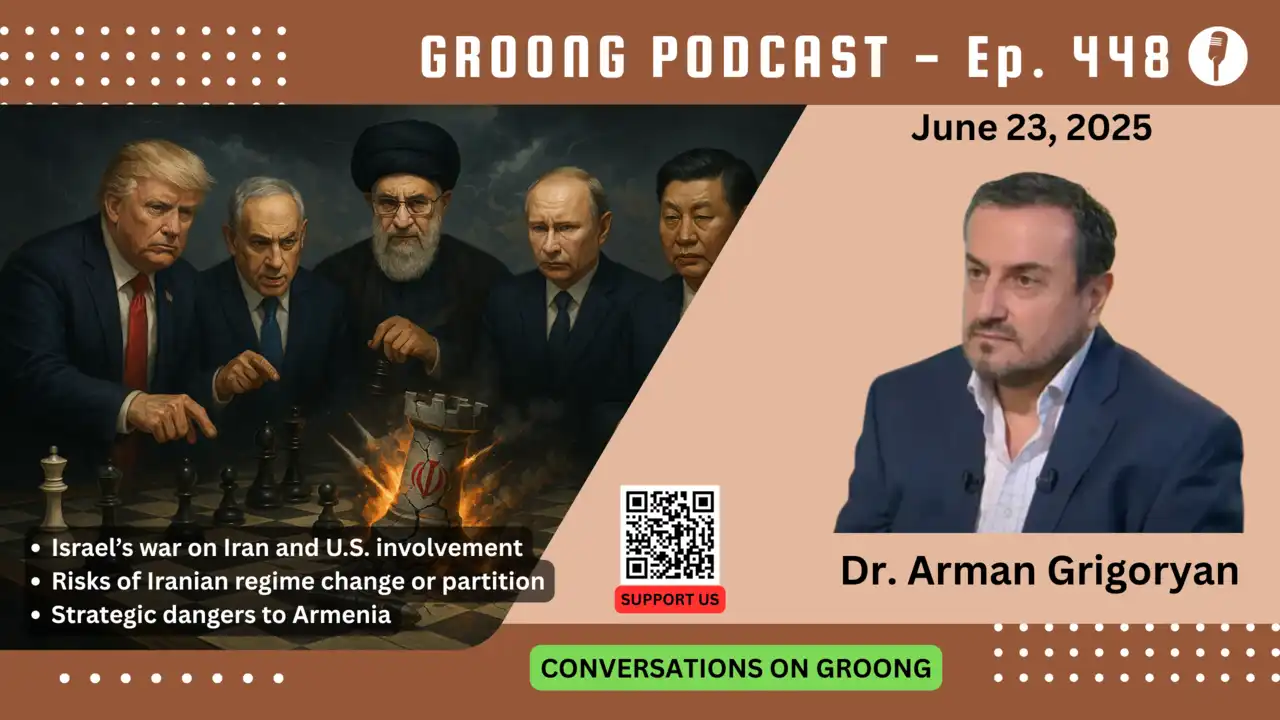 GROONG PODCAST - Ep. 448
June 23, 2025
• Israel's war on Iran and U.S. involvement
• Risks of Iranian regime change or partition
• Strategic dangers to Armenia
SUPPORT US
Dr. Arman Grigoryan
CONVERSATIONS ON GROONG